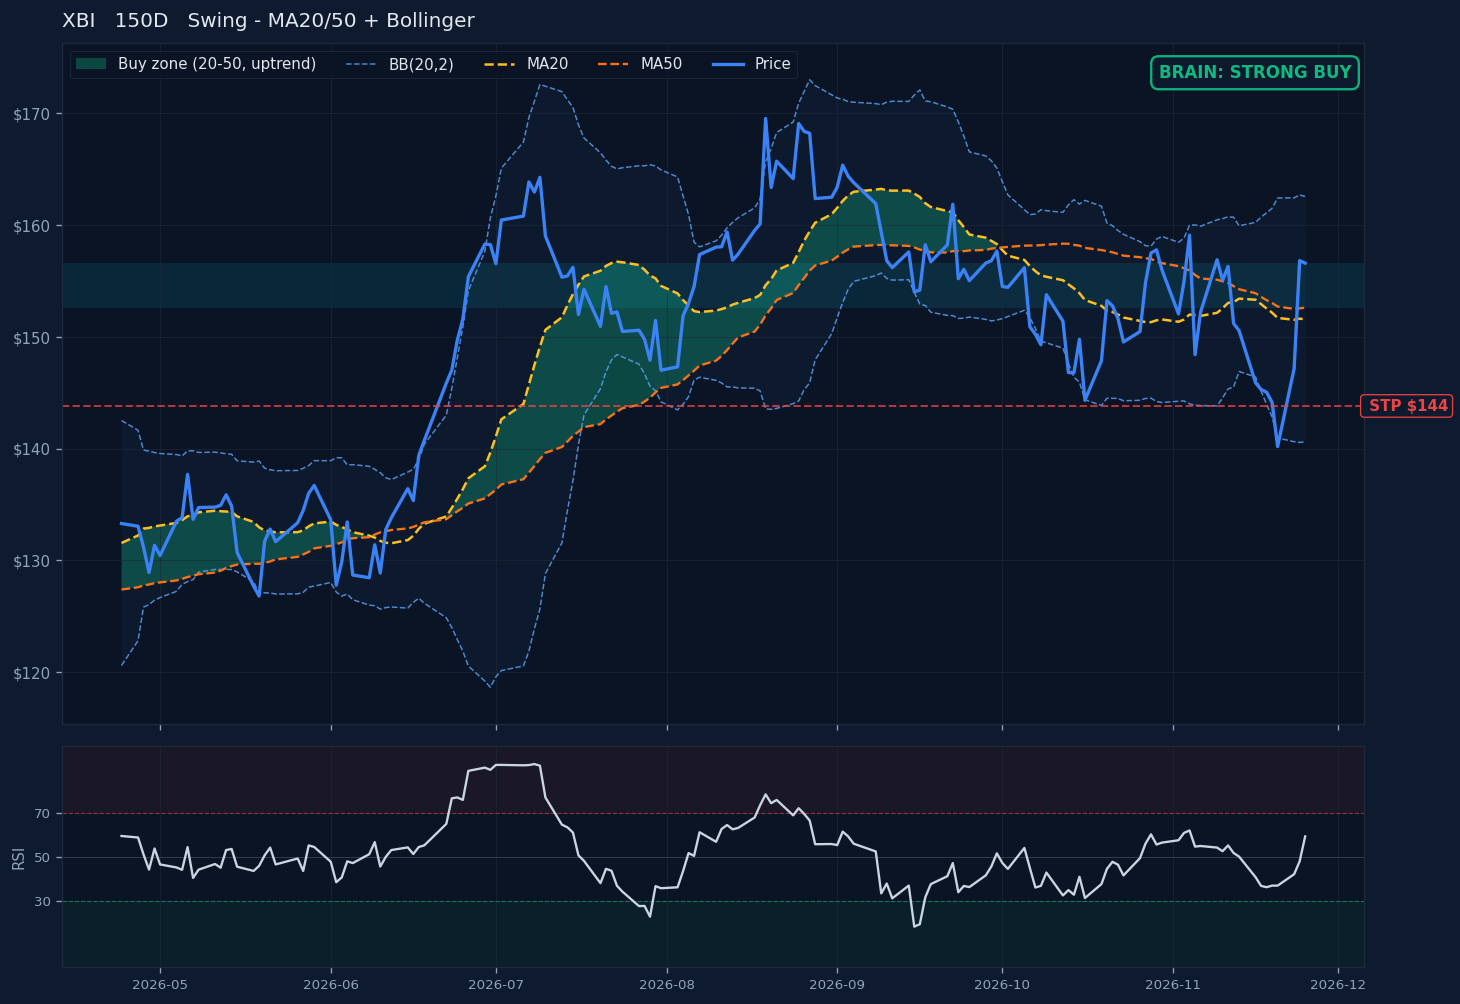 XBI   150D   Swing - MA20/50 + Bollinger
Buy zone (20-50, uptrend)   BB(20,2)   MA20   MA50   Price
BRAIN: STRONG BUY
$170
$160
$150
$140
$130
$120
STP $144
RSI
70
50
30
2026-05   2026-06   2026-07   2026-08   2026-09   2026-10   2026-11   2026-12